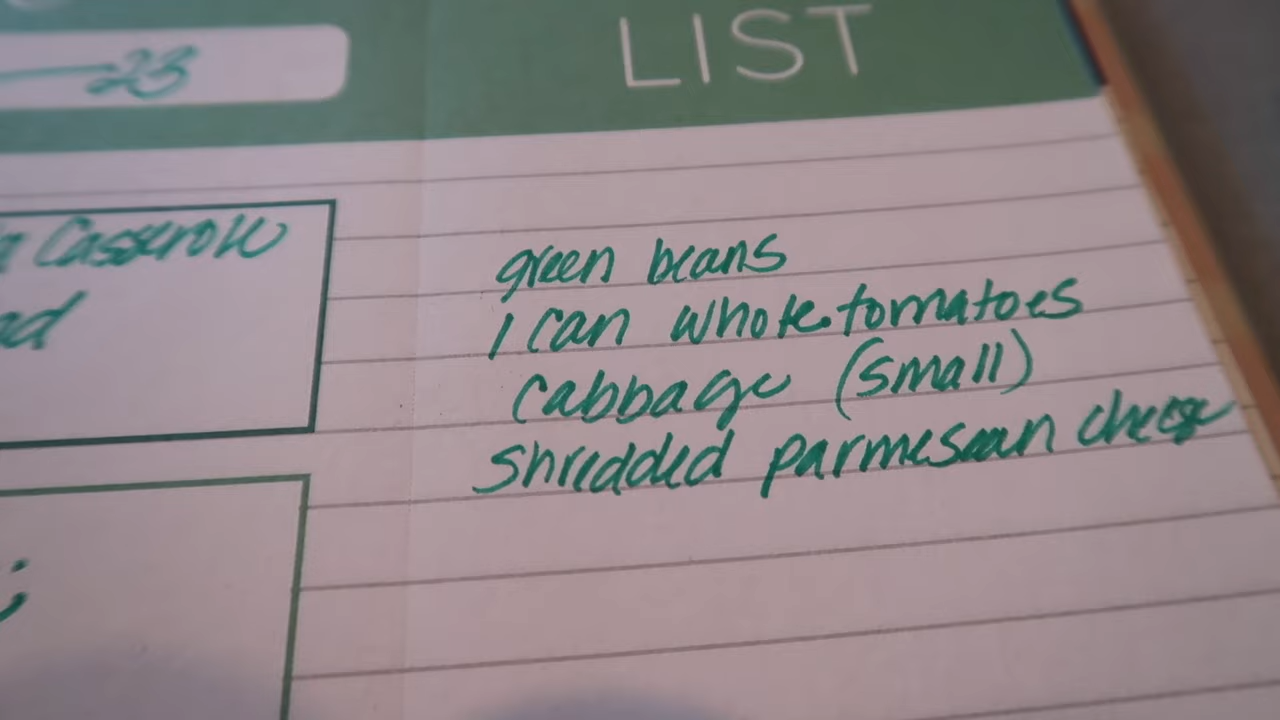 LIST
23
Casserole
green beans
1 can whole tomatoes
cabbage (small)
shredded parmesan cheese